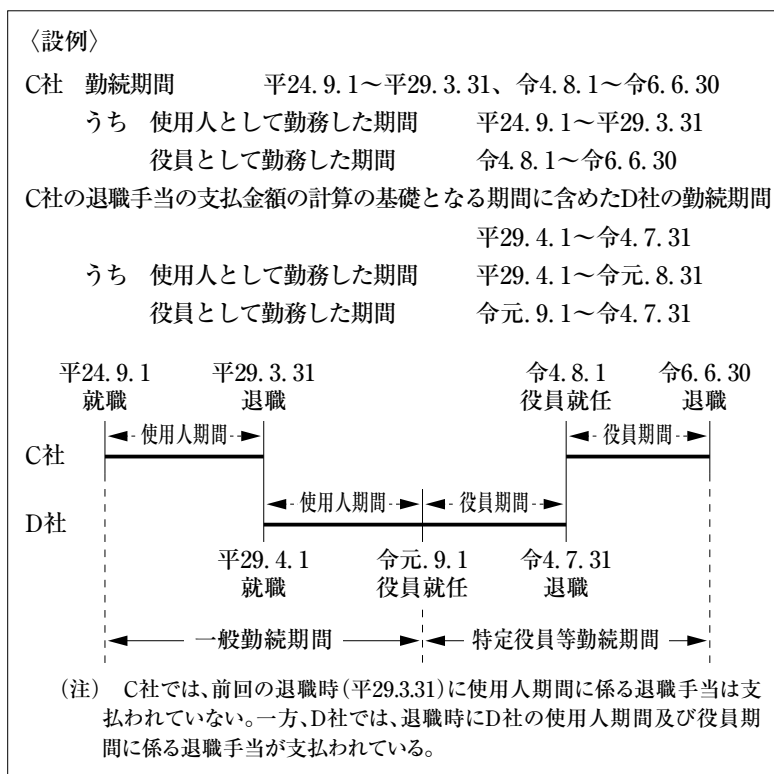 〈設例〉
C社 勤続期間 平24.9.1〜平29.3.31、令4.8.1〜令6.6.30
うち 使用人として勤務した期間 平24.9.1〜平29.3.31
役員として勤務した期間 令4.8.1〜令6.6.30
C社の退職手当の支払金額の計算の基礎となる期間に含めたD社の勤続期間
平29.4.1〜令4.7.31
うち 使用人として勤務した期間 平29.4.1〜令元.8.31
役員として勤務した期間 令元.9.1〜令4.7.31
平24.9.1 平29.3.31 令4.8.1 令6.6.30
就職 退職 役員就任 退職
使用人期間 役員期間
C社
使用人期間 役員期間
D社
平29.4.1 令元.9.1 令4.7.31
就職 役員就任 退職
一般勤続期間 特定役員等勤続期間
(注) C社では、前回の退職時(平29.3.31)に使用人期間に係る退職手当は支
払われていない。一方、D社では、退職時にD社の使用人期間及び役員期
間に係る退職手当が支払われている。